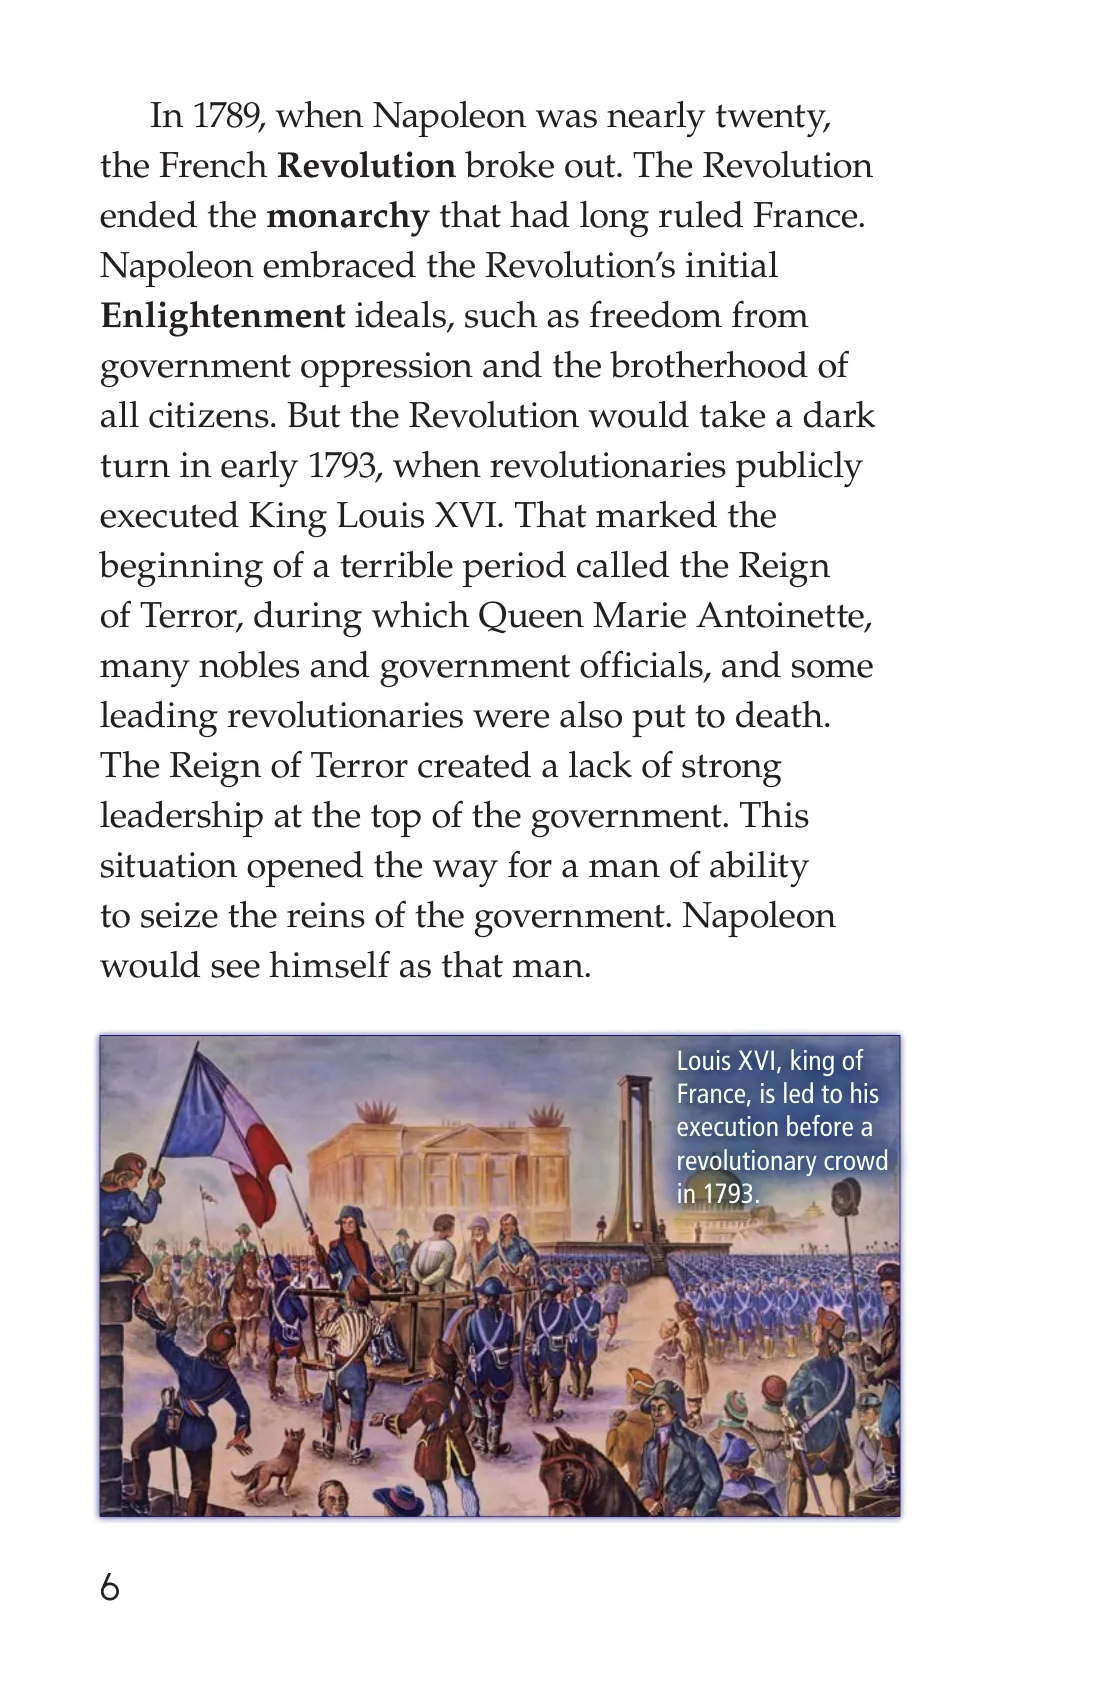 In 1789, when Napoleon was nearly twenty,
the French Revolution broke out. The Revolution
ended the monarchy that had long ruled France.
Napoleon embraced the Revolution’s initial
Enlightenment ideals, such as freedom from
government oppression and the brotherhood of
all citizens. But the Revolution would take a dark
turn in early 1793, when revolutionaries publicly
executed King Louis XVI. That marked the
beginning of a terrible period called the Reign
of Terror, during which Queen Marie Antoinette,
many nobles and government officials, and some
leading revolutionaries were also put to death.
The Reign of Terror created a lack of strong
leadership at the top of the government. This
situation opened the way for a man of ability
to seize the reins of the government. Napoleon
would see himself as that man.
Louis XVI, king of
France, is led to his
execution before a
revolutionary crowd
in 1793.
6